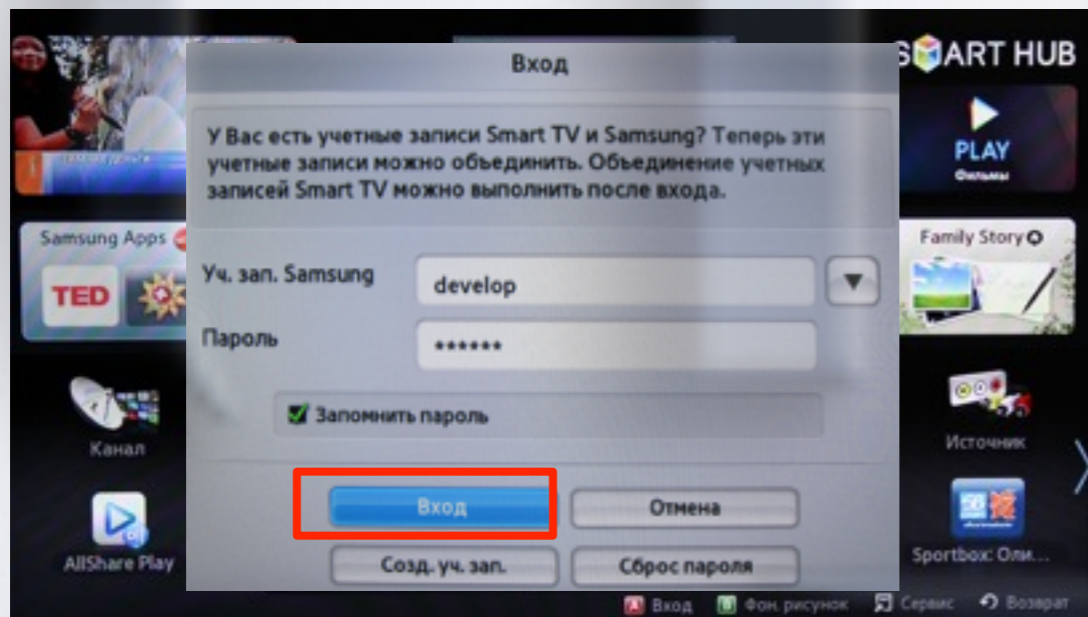 Вход
SMART HUB
У Вас есть учетные записи Smart TV и Samsung? Теперь эти
учетные записи можно объединить. Объединение учетных
записей Smart TV можно выполнить после входа.
PLAY
Фильмы
Samsung Apps
Family Story
TED
Уч. зап. Samsung
develop
Пароль
******
Запомнить пароль
Канал
Источник
Вход
Отмена
AllShare Play
Созд. уч. зап.
Сброс пароля
Sportbox: Оли...
A Вход
B Фон. рисунок
Сервис
Возврат